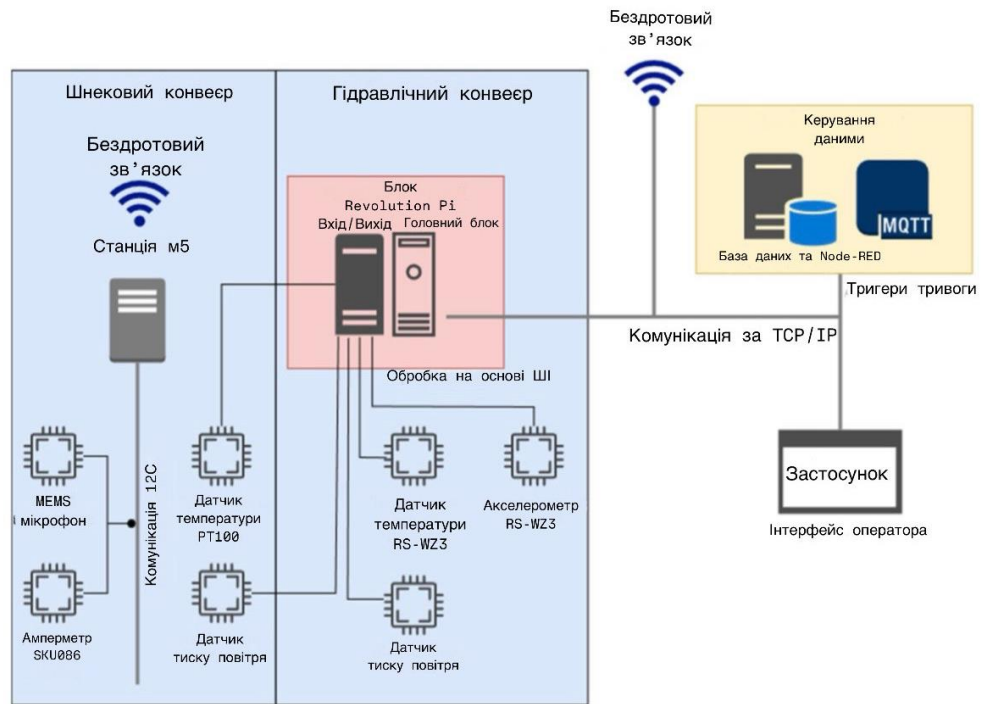 Бездротовий
зв’язок
Шнековий конвеєр
Гідравлічний конвеєр
Бездротовий
зв’язок
Станція м5
Блок
Revolution Pi
Вхід/Вихід Головний блок
Обробка на основі ШІ
Керування
даними
MQTT
База даних та Node-RED
Тригери тривоги
Комунікація за TCP/IP
Застосунок
Інтерфейс оператора
MEMS
мікрофон
Комунікація 12С
Датчик
температури
PT100
Датчик
температури
RS-WZ3
Акселерометр
RS-WZ3
Амперметр
SKU086
Датчик
тиску повітря
Датчик
тиску повітря